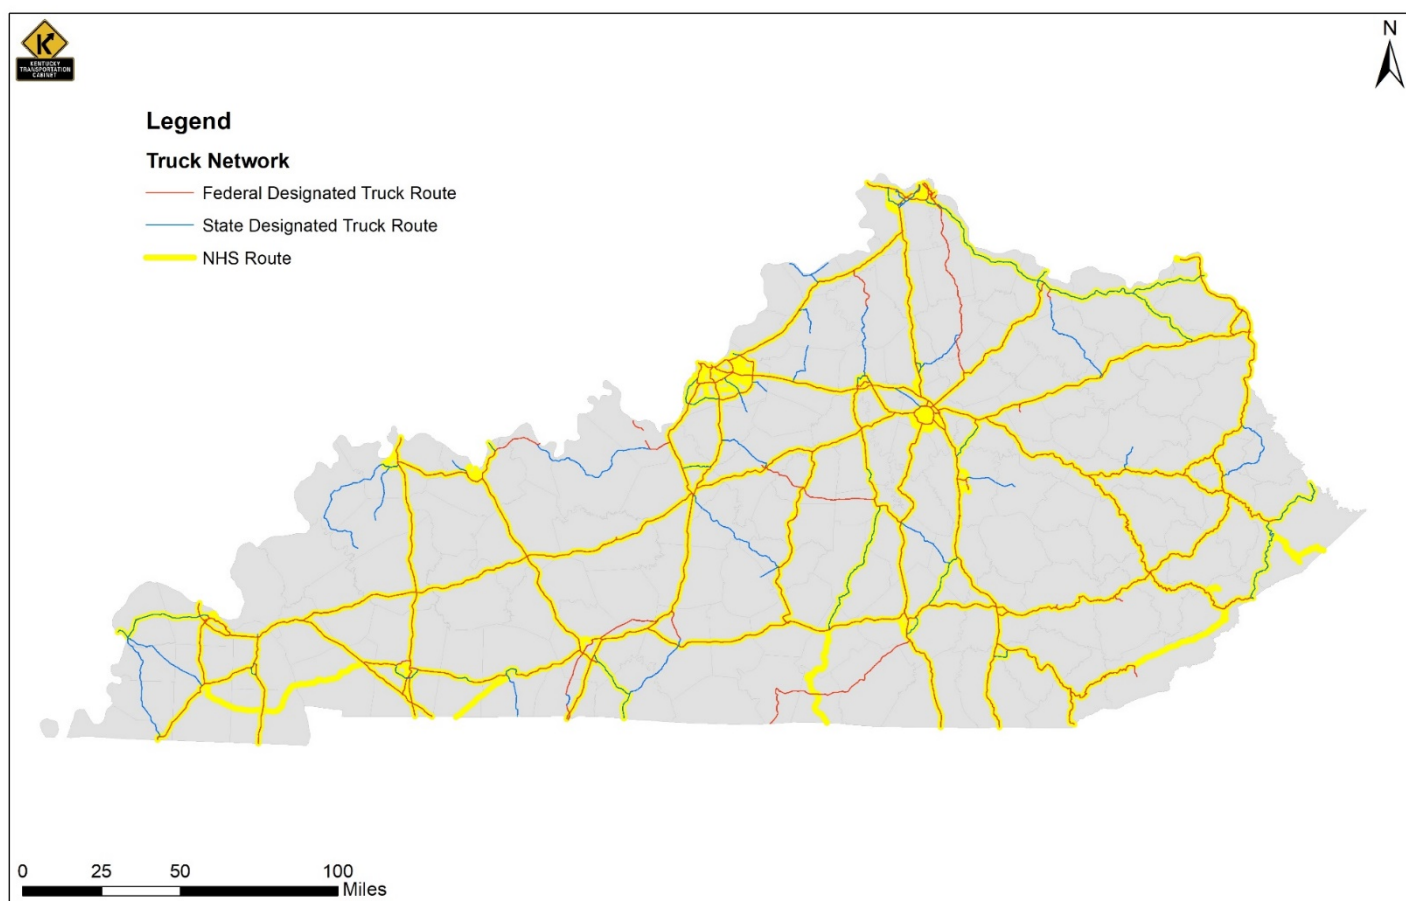 KENTUCKY
TRANSPORTATION
CABINET
N
Legend
Truck Network
Federal Designated Truck Route
State Designated Truck Route
NHS Route
0 25 50 100
Miles